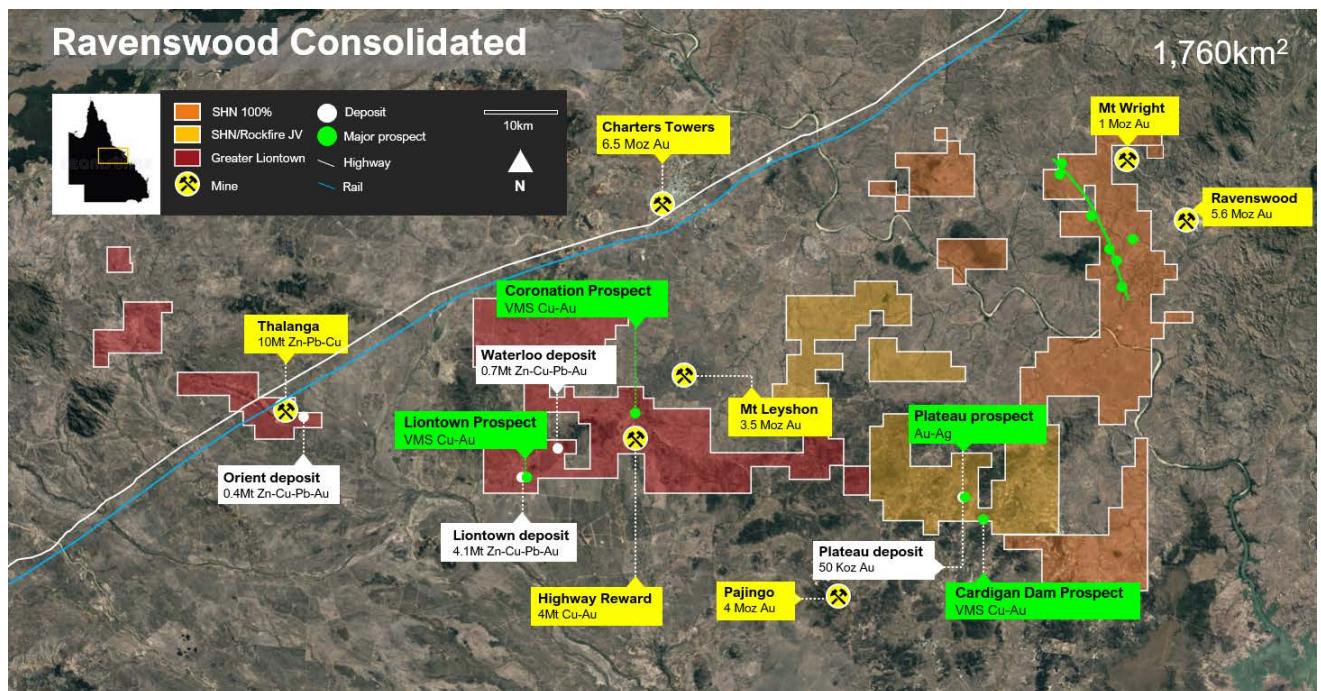 Ravenswood Consolidated
1,760km²
SHN 100%
SHN/Rockfire JV
Greater Liontown
Mine
Deposit
Major prospect
Highway
Rail
10km
N
Charters Towers
6.5 Moz Au
Mt Wright
1 Moz Au
Ravenswood
5.6 Moz Au
Coronation Prospect
VMS Cu-Au
Thalanga
10Mt Zn-Pb-Cu
Waterloo deposit
0.7Mt Zn-Cu-Pb-Au
Mt Leyshon
3.5 Moz Au
Liontown Prospect
VMS Cu-Au
Plateau prospect
Au-Ag
Orient deposit
0.4Mt Zn-Cu-Pb-Au
Liontown deposit
4.1Mt Zn-Cu-Pb-Au
Plateau deposit
50 Koz Au
Highway Reward
4Mt Cu-Au
Pajingo
4 Moz Au
Cardigan Dam Prospect
VMS Cu-Au